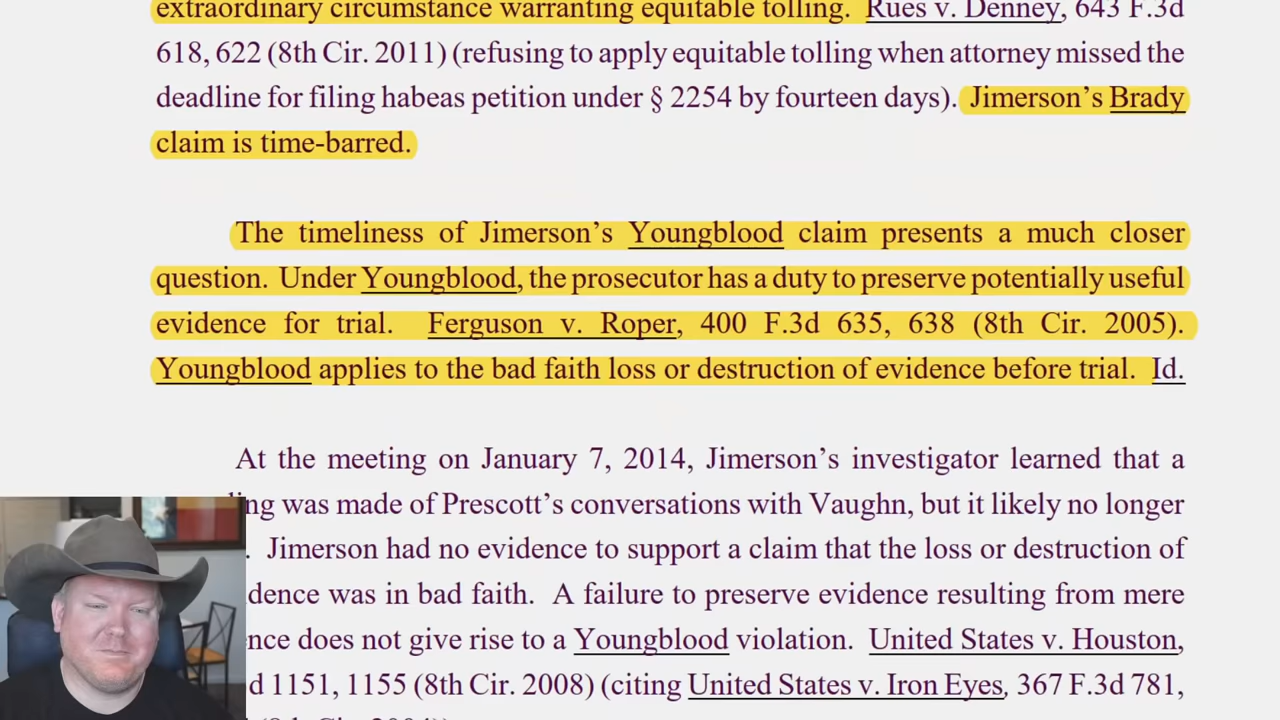 extraordinary circumstance warranting equitable tolling. Rues v. Denney, 643 F.3d
618, 622 (8th Cir. 2011) (refusing to apply equitable tolling when attorney missed the
deadline for filing habeas petition under § 2254 by fourteen days). Jimerson’s Brady
claim is time-barred.
The timeliness of Jimerson’s Youngblood claim presents a much closer
question. Under Youngblood, the prosecutor has a duty to preserve potentially useful
evidence for trial. Ferguson v. Roper, 400 F.3d 635, 638 (8th Cir. 2005).
Youngblood applies to the bad faith loss or destruction of evidence before trial. Id.
At the meeting on January 7, 2014, Jimerson’s investigator learned that a
ing was made of Prescott’s conversations with Vaughn, but it likely no longer
. Jimerson had no evidence to support a claim that the loss or destruction of
dence was in bad faith. A failure to preserve evidence resulting from mere
ence does not give rise to a Youngblood violation. United States v. Houston,
d 1151, 1155 (8th Cir. 2008) (citing United States v. Iron Eyes, 367 F.3d 781,